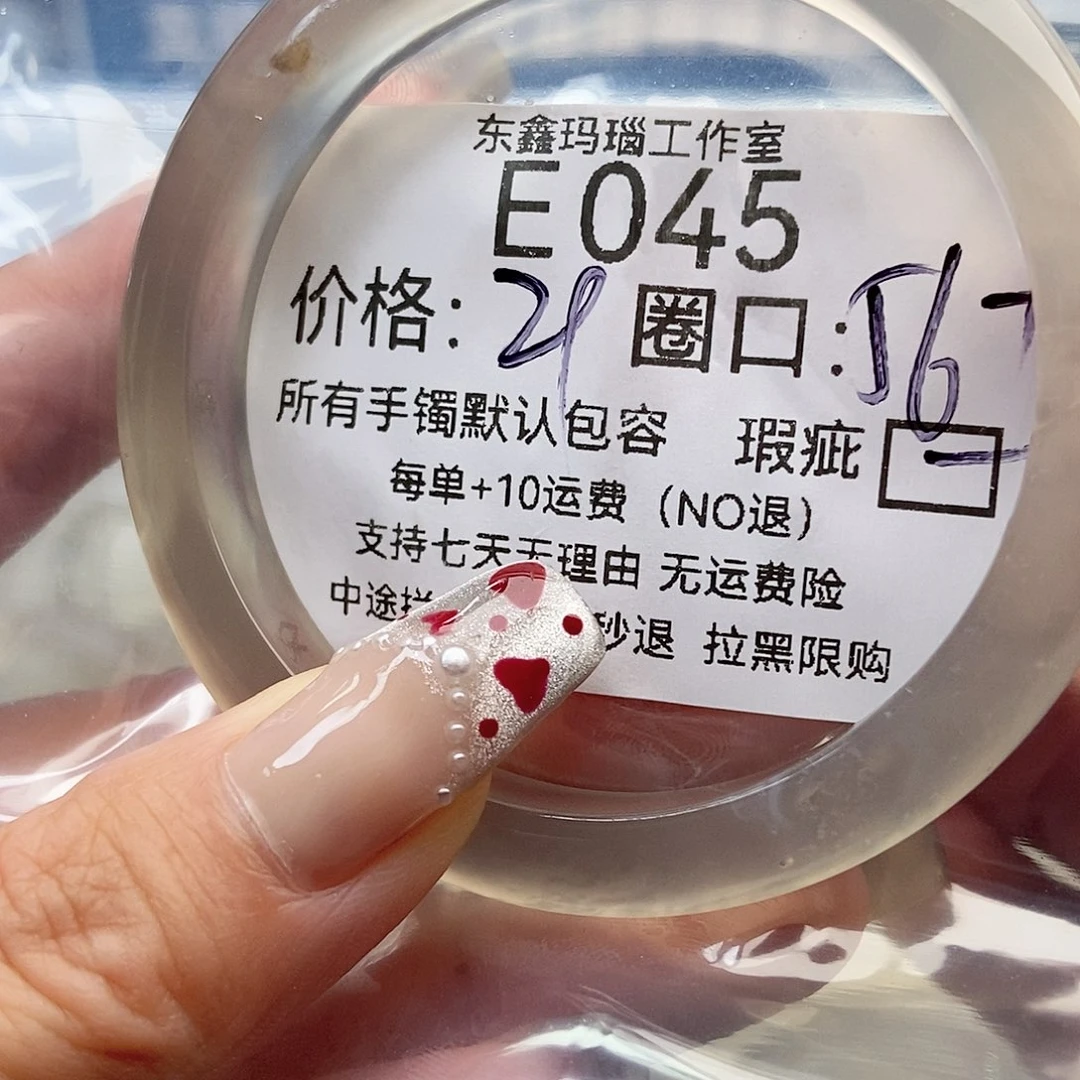 东鑫玛瑙工作室
E045
价格: 29 圈口: 567
所有手镯默认包容 瑕疵
每单+10运费（NO退）
支持七天无理由 无运费险
中途 秒退 拉黑限购